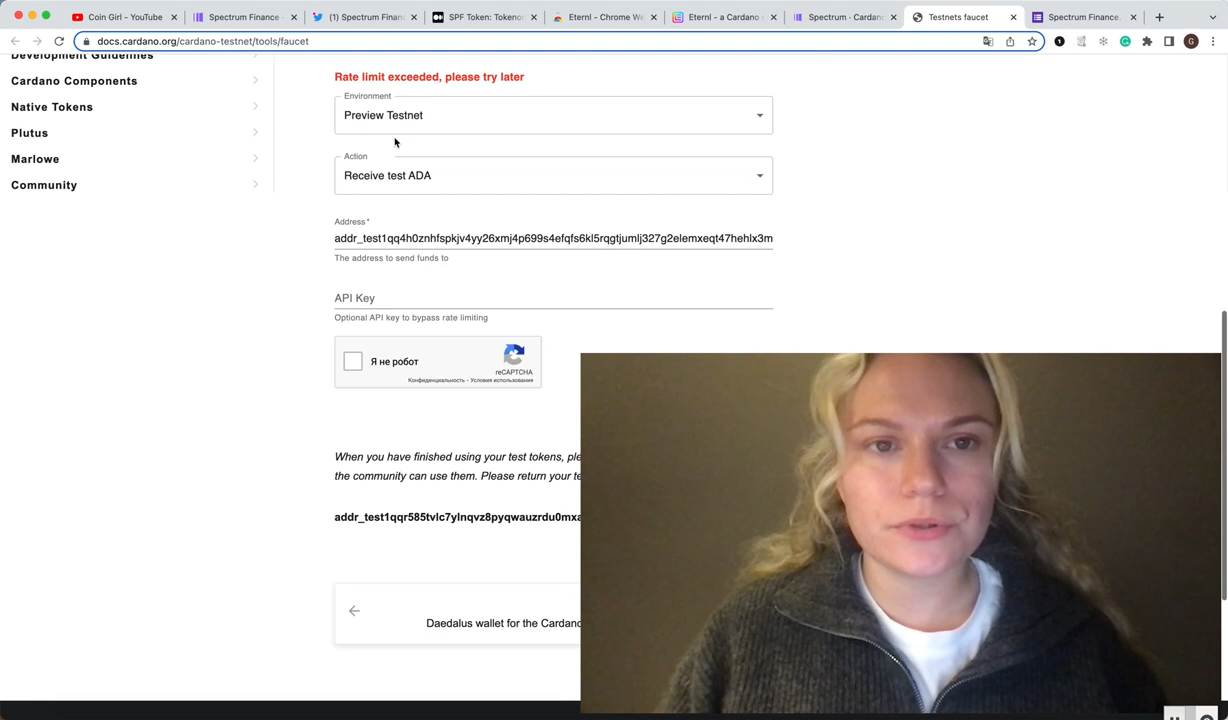 Coin Girl - YouTube
Spectrum Finance
(1) Spectrum Finan
SPF Token: Tokenor
Eternl - Chrome We
Eternl - a Cardano
Spectrum · Cardan
Testnets faucet
Spectrum Finance
docs.cardano.org/cardano-testnet/tools/faucet
G
Development Guidelines
Cardano Components
Native Tokens
Plutus
Marlowe
Community
Rate limit exceeded, please try later
Environment
Preview Testnet
Action
Receive test ADA
Address*
addr_test1qq4h0znhfspkjv4yy26xmj4p699s4efqfs6kl5rqgtjumlj327g2elemxeqt47hehlx3m
The address to send funds to
API Key
Optional API key to bypass rate limiting
Я не робот
reCAPTCHA
Конфиденциальность - Условия использования
When you have finished using your test tokens, ple
the community can use them. Please return your te
addr_test1qqr585tvlc7ylnqvz8pyqwauzrdu0mxa
Daedalus wallet for the Cardano